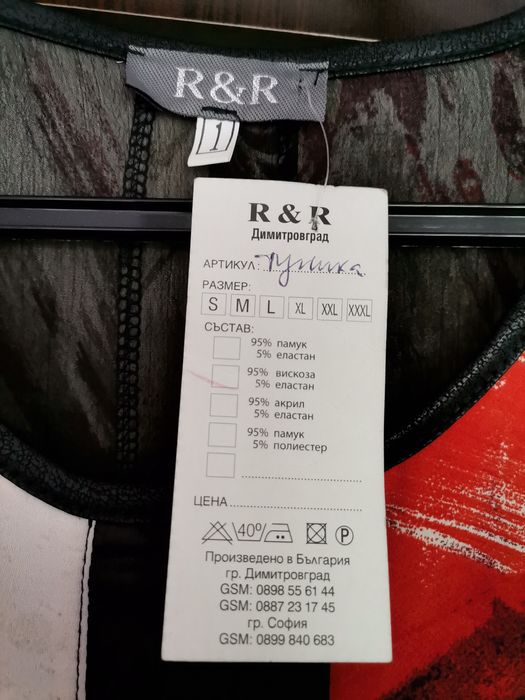 R&R
1
R & R
Димитровград
АРТИКУЛ: туника
РАЗМЕР:
S M L XL XXL XXXL
СЪСТАВ:
95% памук
5% еластан
95% вискоза
5% еластан
95% акрил
5% еластан
95% памук
5% полиестер
ЦЕНА
40° P
Произведено в България
гр. Димитровград
GSM: 0898 55 61 44
GSM: 0887 23 17 45
гр. София
GSM: 0899 840 683